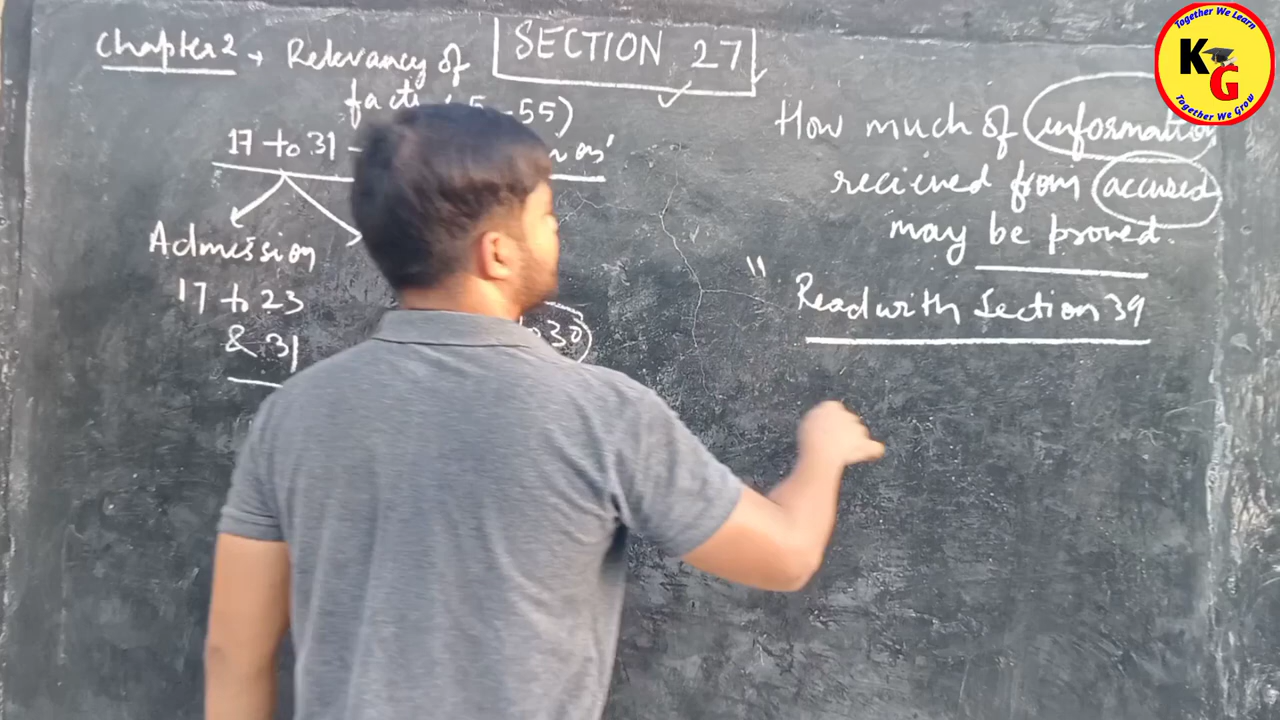 Chapter 2 → Relevancy of
facts (5-55)
SECTION 27
17 to 31 -
Admission
17 to 23
& 31
to 30
How much of information
recieved from accused
may be proved.
"Read with Section 39
Together We Learn
KG
Together We Grow